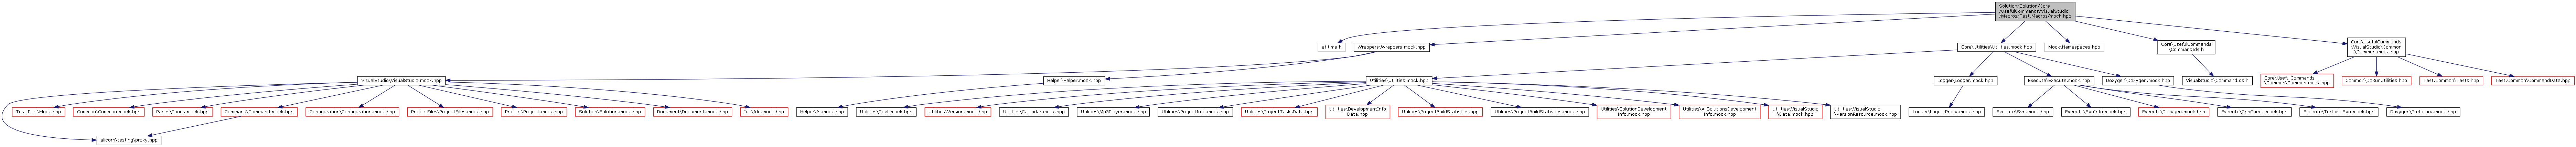 Solution/Solution/Core
/UsefulCommands/VisualStudio
/Macros/Test.Macros/mock.hpp
atltime.h
Wrappers\Wrappers.mock.hpp
Core\Utilities\Utilities.mock.hpp
Mock\Namespaces.hpp
Core\UsefulCommands
\CommandIds.h
Core\UsefulCommands
\VisualStudio\Common
\Common.mock.hpp
VisualStudio\VisualStudio.mock.hpp
Helper\Helper.mock.hpp
Utilities\Utilities.mock.hpp
Logger\Logger.mock.hpp
Execute\Execute.mock.hpp
Doxygen\Doxygen.mock.hpp
VisualStudio\CommandIds.h
Core\UsefulCommands
\Common\Common.mock.hpp
Common\SolFuncUtilities.hpp
Test.Common\Tests.hpp
Test.Common\CommandData.hpp
Test.Part\Mock.hpp
Common\Common.mock.hpp
Panes\Panes.mock.hpp
Command\Command.mock.hpp
Configuration\Configuration.mock.hpp
ProjectFiles\ProjectFiles.mock.hpp
Project\Project.mock.hpp
Solution\Solution.mock.hpp
Document\Document.mock.hpp
Ide\Ide.mock.hpp
Helper\Is.mock.hpp
Utilities\Text.mock.hpp
Utilities\Version.mock.hpp
Utilities\Calendar.mock.hpp
Utilities\Mp3Player.mock.hpp
Utilities\ProjectInfo.mock.hpp
Utilities\ProjectTasksData.hpp
Utilities\DevelopmentInfo
Data.hpp
Utilities\ProjectBuildStatistics.hpp
Utilities\ProjectBuildStatistics.mock.hpp
Utilities\SolutionDevelopment
Info.mock.hpp
Utilities\AllSolutionsDevelopment
Info.mock.hpp
Utilities\VisualStudio
\Data.mock.hpp
Utilities\VisualStudio
\VersionResource.mock.hpp
Logger\LoggerProxy.mock.hpp
Execute\Svn.mock.hpp
Execute\SvnInfo.mock.hpp
Execute\Doxygen.mock.hpp
Execute\CppCheck.mock.hpp
Execute\TortoiseSvn.mock.hpp
Doxygen\Prefatory.mock.hpp
atcom\testing\proxy.hpp